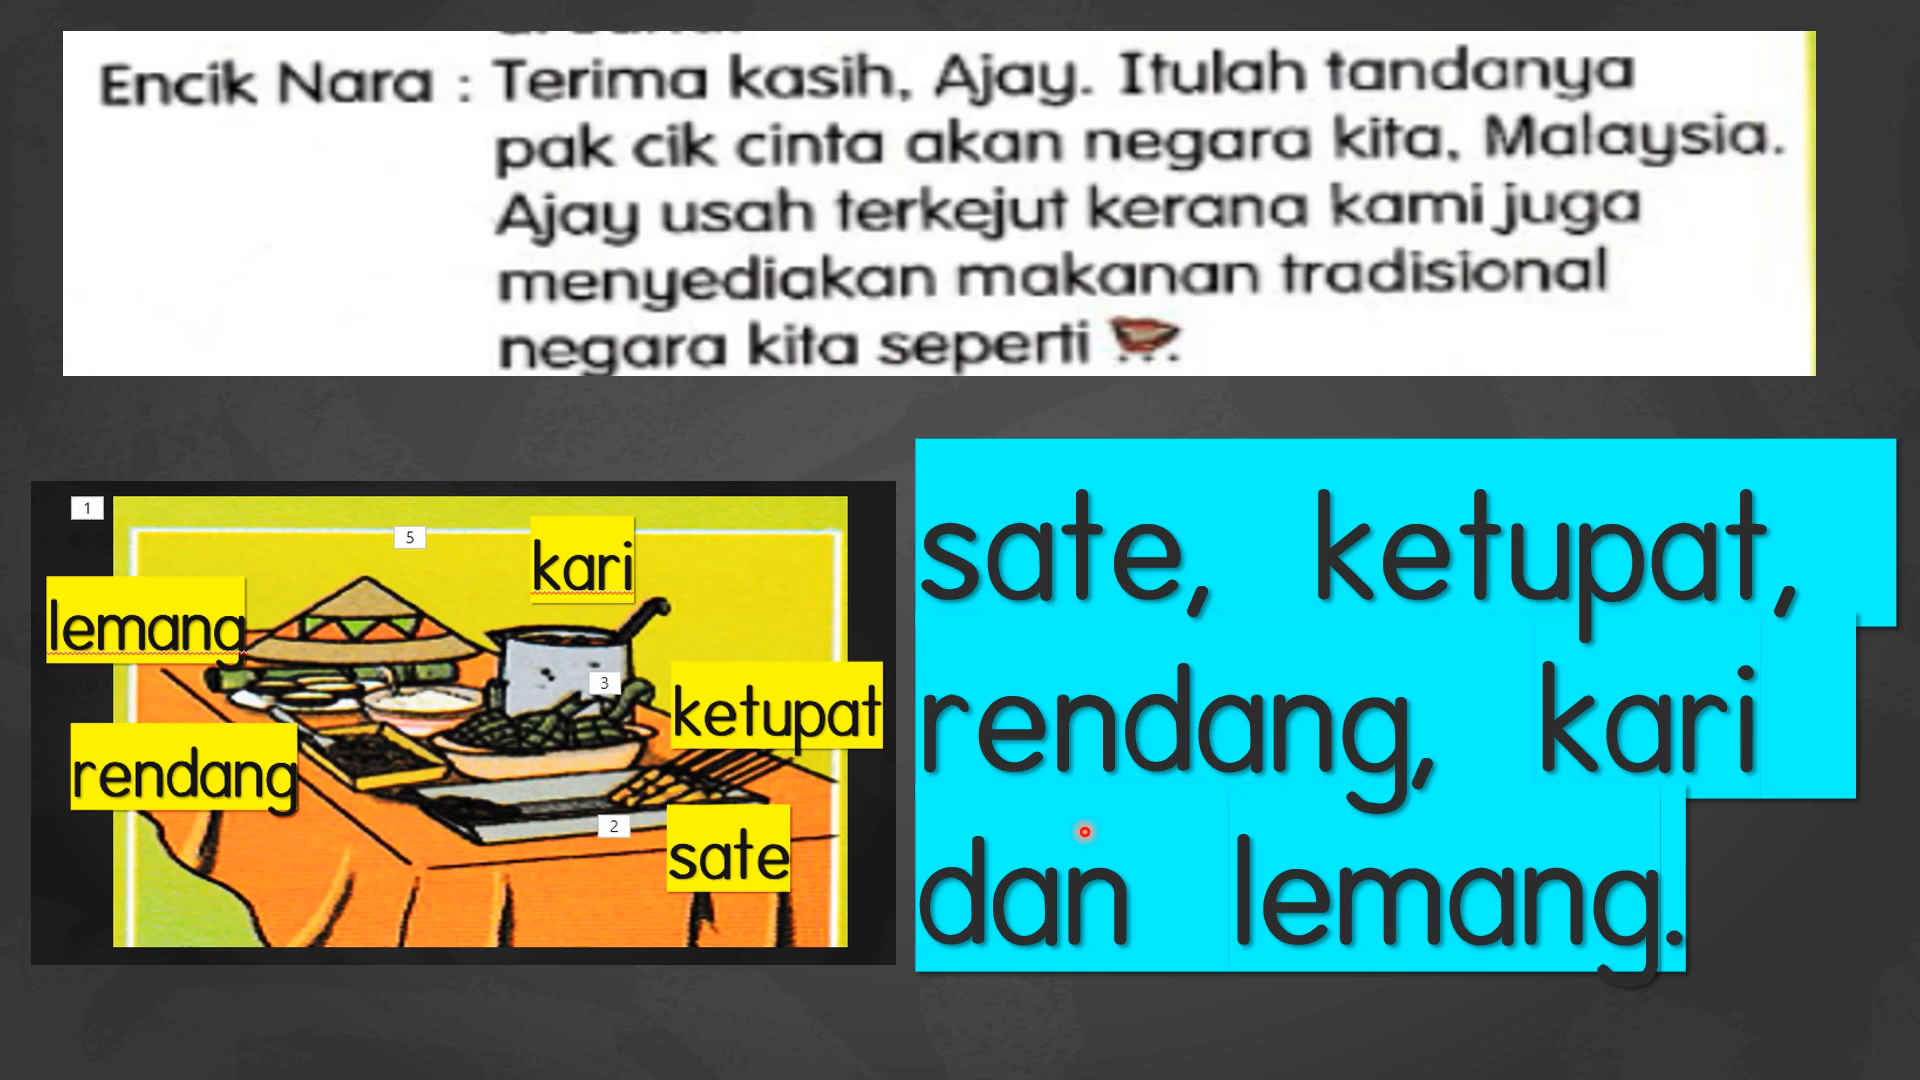 Encik Nara : Terima kasih, Ajay. Itulah tandanya
pak cik cinta akan negara kita, Malaysia.
Ajay usah terkejut kerana kami juga
menyediakan makanan tradisional
negara kita seperti ...
1
5
kari
lemang
3
ketupat
rendang
2
sate
sate, ketupat,
rendang, kari
dan lemang.